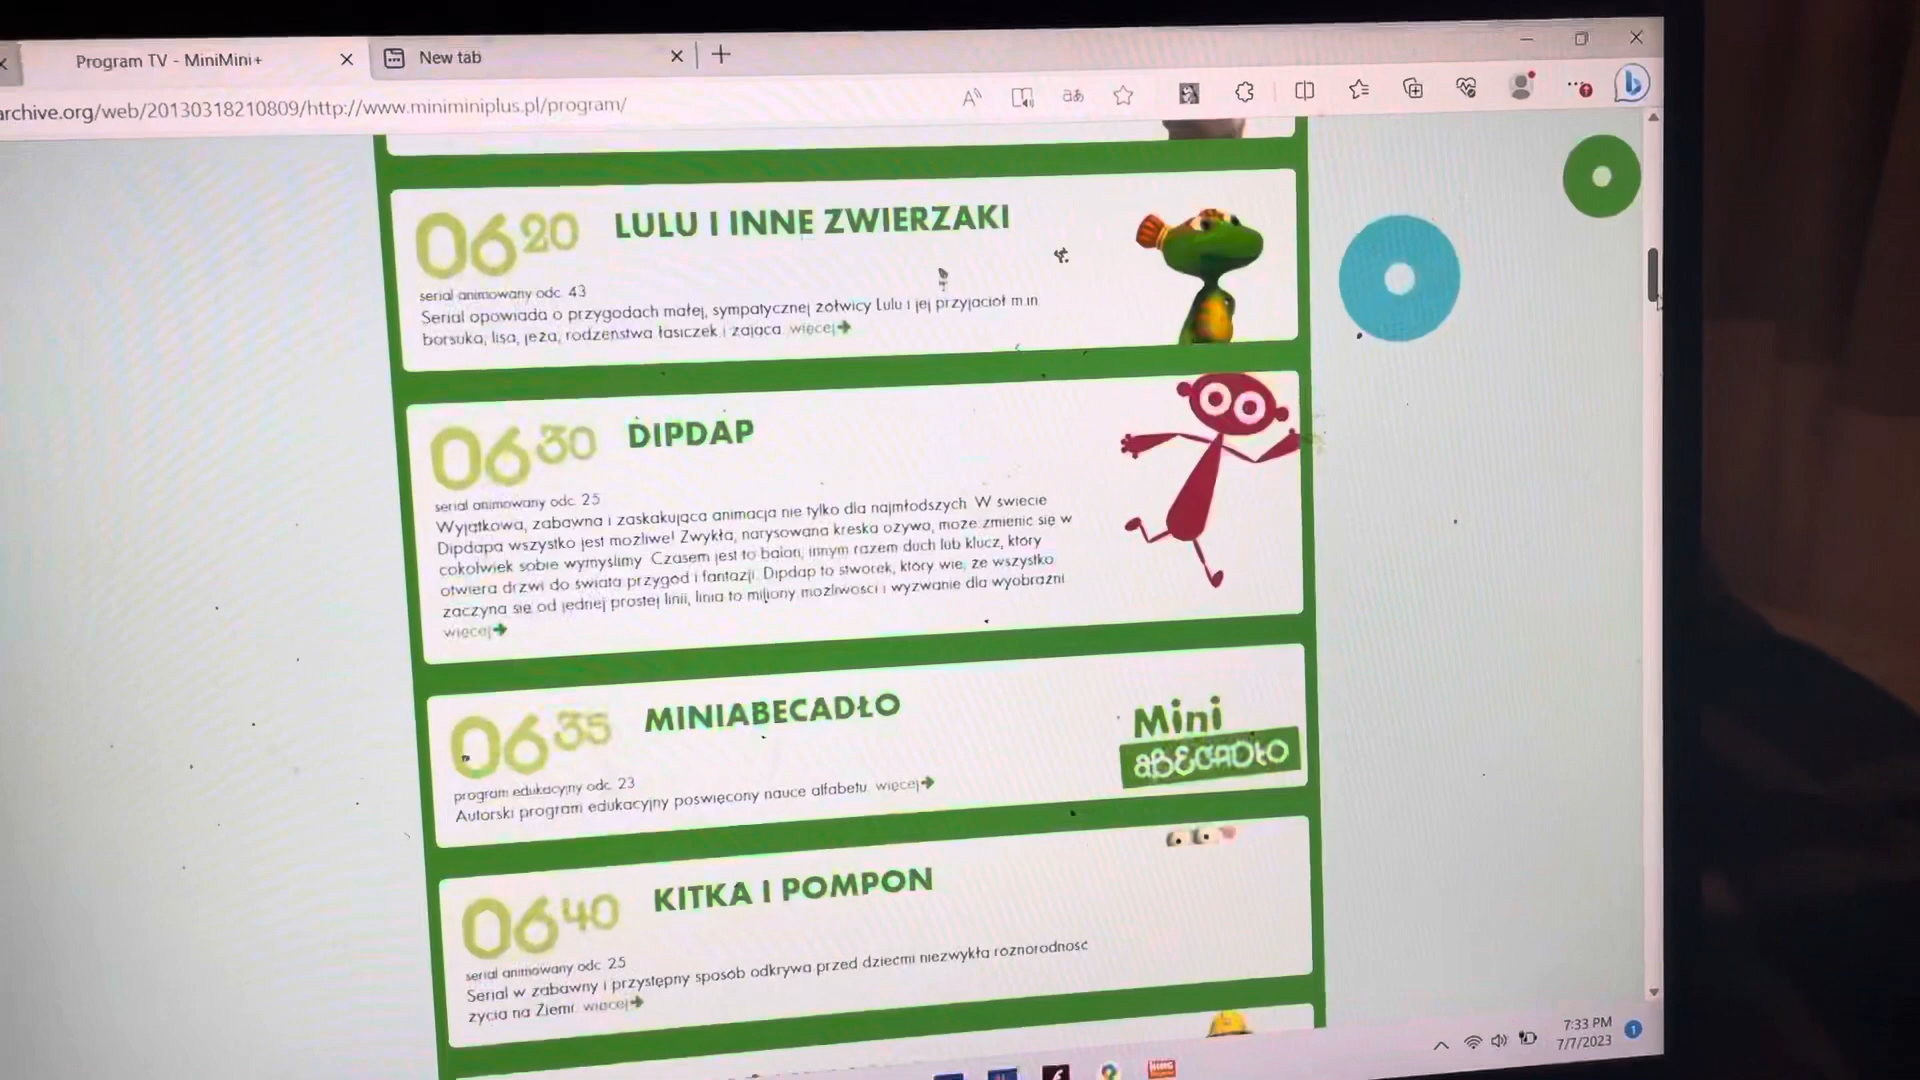 Program TV - MiniMini+
New tab
archive.org/web/20130318210809/http://www.miniminiplus.pl/program/
0620 LULU I INNE ZWIERZAKI
serial animowany odc. 43
Serial opowiada o przygodach małej, sympatycznej żółwicy Lulu i jej przyjaciół m.in
borsuka, lisa, jeża, rodzeństwa łasiczek i zająca. więcej
0630 DIPDAP
serial animowany odc. 25
Wyjątkowa, zabawna i zaskakująca animacja nie tylko dla najmłodszych. W świecie
Dipdapa wszystko jest możliwe! Zwykła, narysowana kreska ożywa, może zmienić się w
cokolwiek sobie wymyślimy. Czasem jest to balon, innym razem duch lub klucz, który
otwiera drzwi do świata przygód i fantazji. Dipdap to stworek, który wie, że wszystko
zaczyna się od jednej prostej linii, linia to miliony możliwości i wyzwanie dla wyobraźni.
więcej
0635 MINIABECADŁO
Mini
aBECADŁO
program edukacyjny odc. 23
Autorski program edukacyjny poświęcony nauce alfabetu. więcej
0640 KITKA I POMPON
serial animowany odc. 25
Serial w zabawny i przystępny sposób odkrywa przed dziećmi niezwykłą różnorodność
życia na Ziemi. więcej
7:33 PM
7/7/2023
1